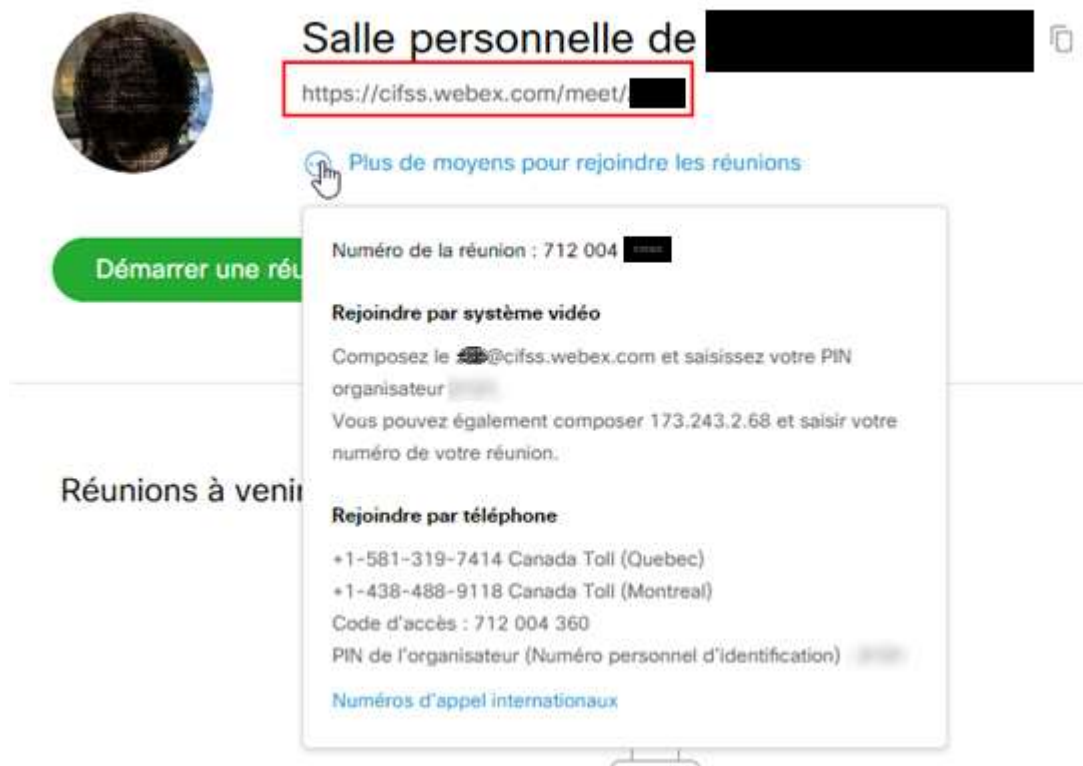 Salle personnelle de
https://cifss.webex.com/meet/
Plus de moyens pour rejoindre les réunions
Démarrer une réu
Numéro de la réunion : 712 004
Rejoindre par système vidéo
Composez le @cifss.webex.com et saisissez votre PIN
organisateur
Vous pouvez également composer 173.243.2.68 et saisir votre
numéro de votre réunion.
Réunions à venir
Rejoindre par téléphone
+1-581-319-7414 Canada Toll (Quebec)
+1-438-488-9118 Canada Toll (Montreal)
Code d'accès : 712 004 360
PIN de l'organisateur (Numéro personnel d'identification)
Numéros d'appel internationaux